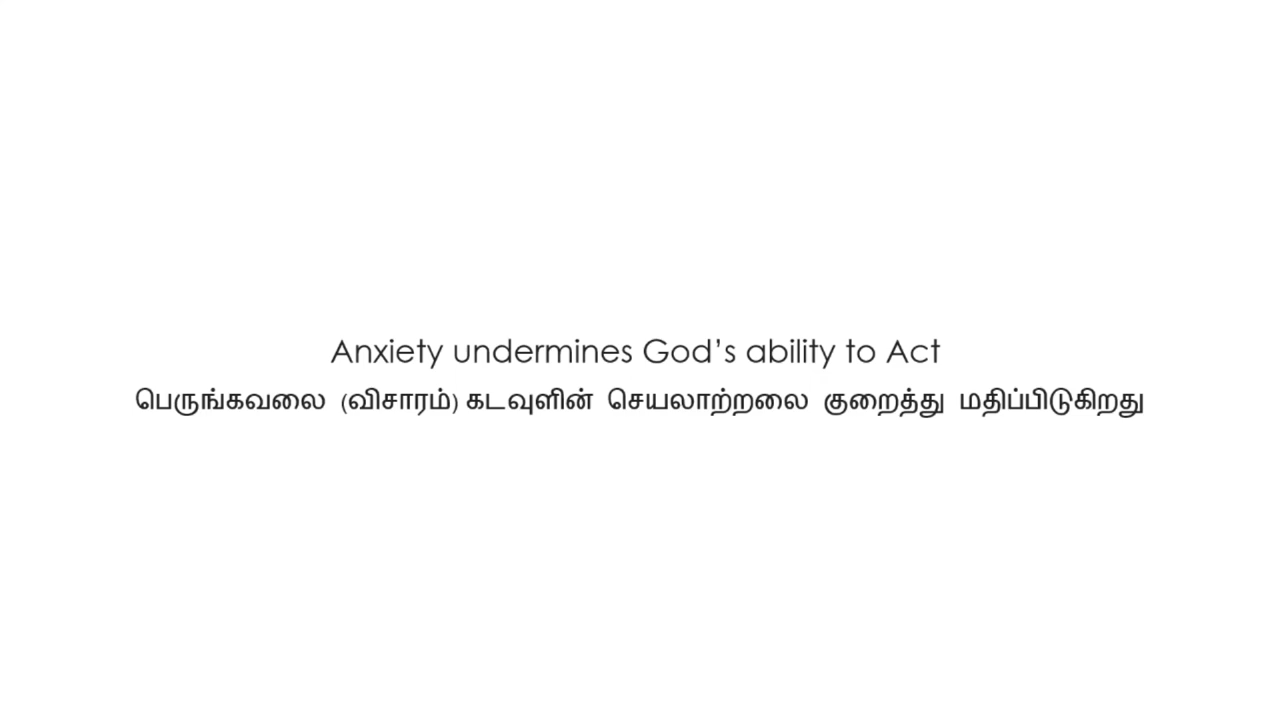 Anxiety undermines God’s ability to Act
பெருங்கவலை (விசாரம்) கடவுளின் செயலாற்றலை குறைத்து மதிப்பிடுகிறது